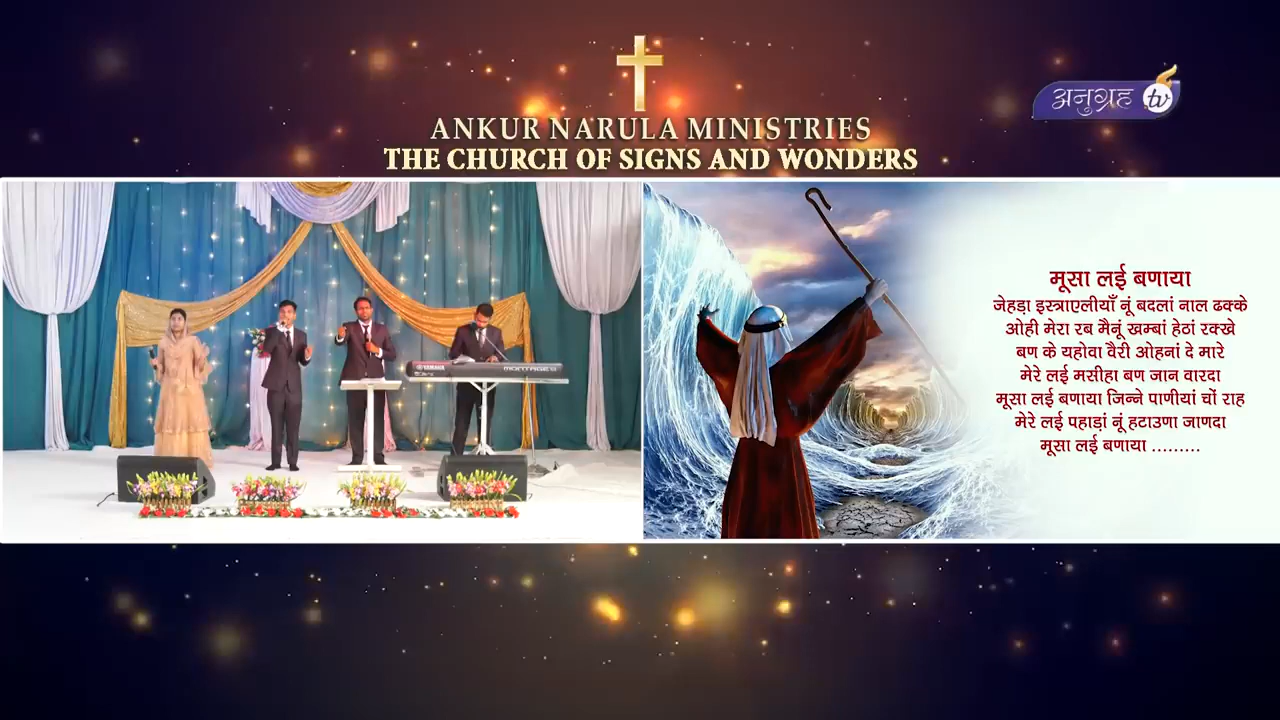 ANKUR NARULA MINISTRIES
THE CHURCH OF SIGNS AND WONDERS
अनुग्रह tv
मूसा लई बणाया
जेहड़ा इस्त्राएलीयाँ नूं बदलां नाल ढक्के
ओही मेरा रब मैनूं खम्बां हेठां रक्खे
बण के यहोवा वैरी ओहनां दे मारे
मेरे लई मसीहा बण जान वारदा
मूसा लई बणाया जिन्ने पाणीयां चों राह
मेरे लई पहाड़ां नूं हटाउणा जाणदा
मूसा लई बणाया .........
YAMAHA
MONTAGE8